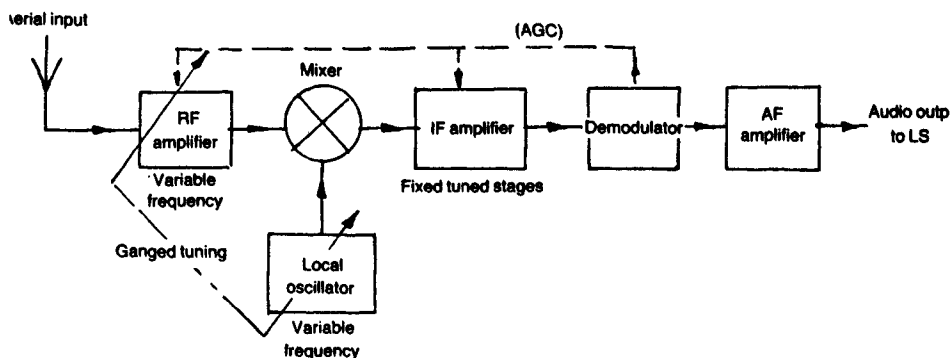 \erial input
(AGC)
Mixer
RF
amplifier
IF amplifier
Demodulator
AF
amplifier
Audio outp
to LS
Variable
frequency
Fixed tuned stages
Ganged tuning
Local
oscillator
Variable
frequency